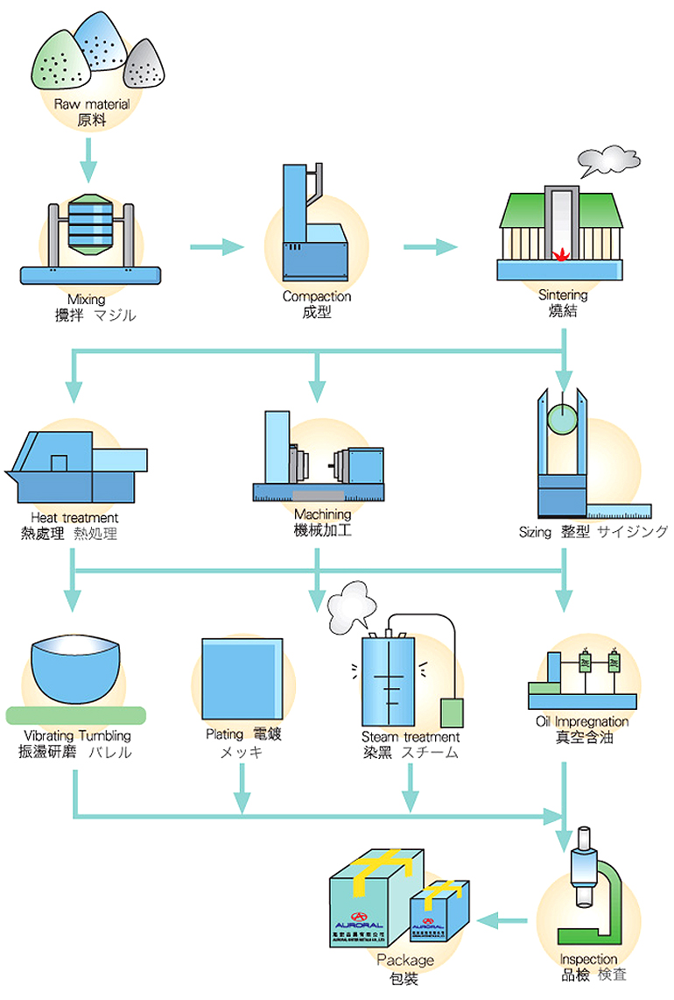 Raw material
原料
Mixing
攪拌 マジル
Compaction
成型
Sintering
燒結
Heat treatment
熱處理 热処理
Machining
機械加工
Sizing 整型 サイジング
Vibrating Tumbling
振盪研磨 バレル
Plating 電鍍
メッキ
Steam treatment
染黑 スチーム
Oil Impregnation
真空含油
AURORAL
AURORAL
Package
包裝
Inspection
品檢 検査